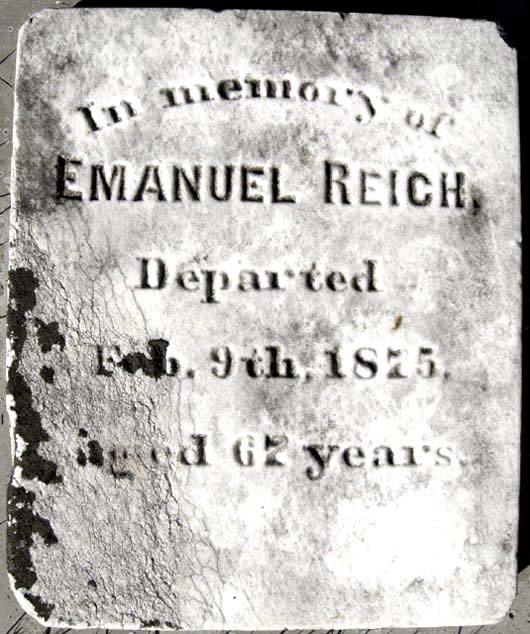 In memory of
EMANUEL REICH,
Departed
Feb. 9th, 1875.
aged 62 years.